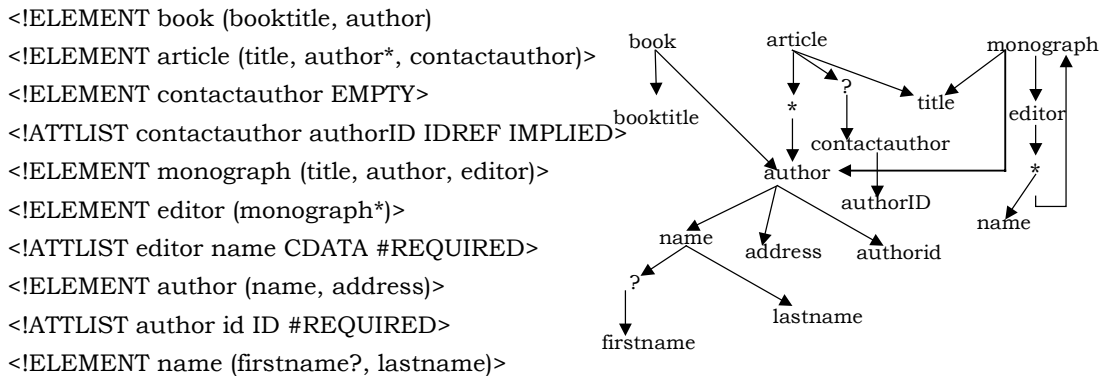 <!ELEMENT book (booktitle, author)
<!ELEMENT article (title, author*, contactauthor)>
<!ELEMENT contactauthor EMPTY>
<!ATTLIST contactauthor authorID IDREF IMPLIED>
<!ELEMENT monograph (title, author, editor)>
<!ELEMENT editor (monograph*)>
<!ATTLIST editor name CDATA #REQUIRED>
<!ELEMENT author (name, address)>
<!ATTLIST author id ID #REQUIRED>
<!ELEMENT name (firstname?, lastname)>
book
article
monograph
?
*
title
editor
booktitle
contactauthor
author
*
authorID
name
name
address
authorid
?
lastname
firstname